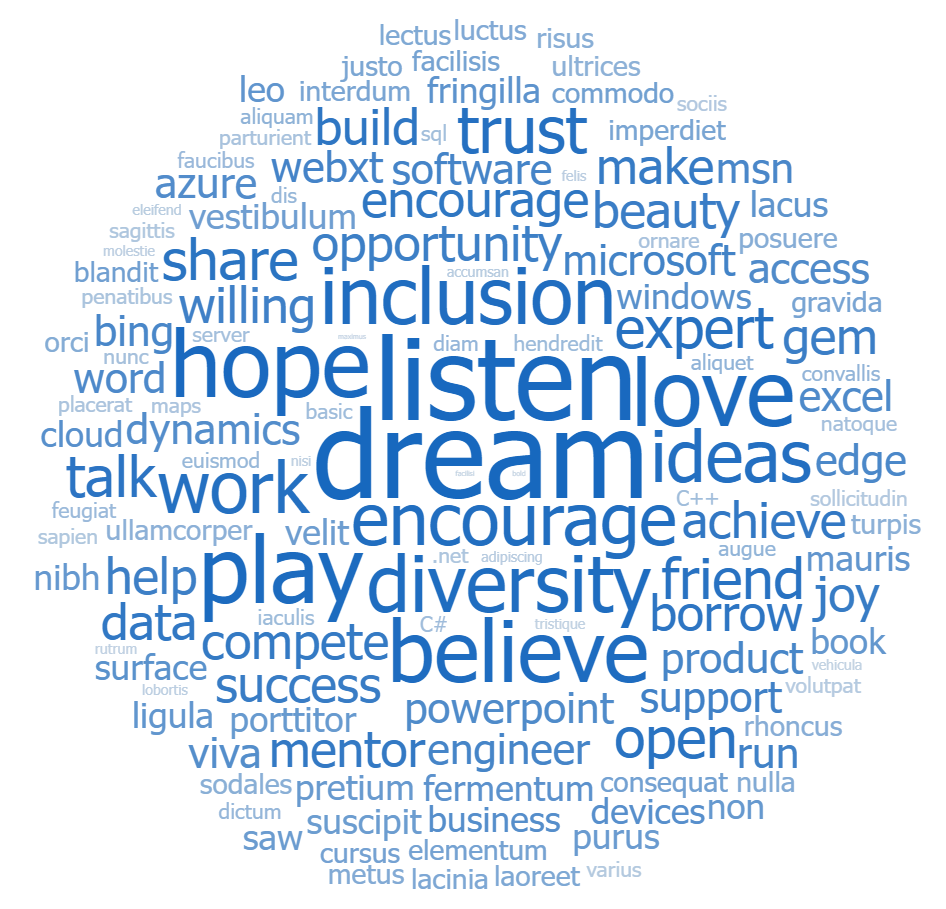 lectus luctus risus
justo facilisis ultrices
leo interdum fringilla commodo sociis
aliquam build sql trust imperdiet
parturient
faucibus webxt software felis make msn
azure dis encourage beauty lacus
eleifend vestibulum
sagittis opportunity ornare posuere
molestie share microsoft access
blandit accumsan
penatibus willing inclusion windows gravida
orci bing server maximus diam hendredit expert gem
nunc hope listen love aliquet convallis
word excel
placerat maps basic natoque
cloud dynamics dream ideas edge
talk euismod nisi facilisi bold
work C++ sollicitudin
feugiat encourage achieve turpis
sapien ullamcorper velit
.net adipiscing augue mauris
nibh help play diversity friend joy
data iaculis C# tristique borrow
rutrum compete believe product book
surface vehicula
lobortis success support volutpat
ligula porttitor powerpoint rhoncus
viva mentor engineer open run
sodales pretium fermentum consequat nulla
dictum suscipit business devices non
saw purus
cursus elementum
metus lacinia laoreet varius